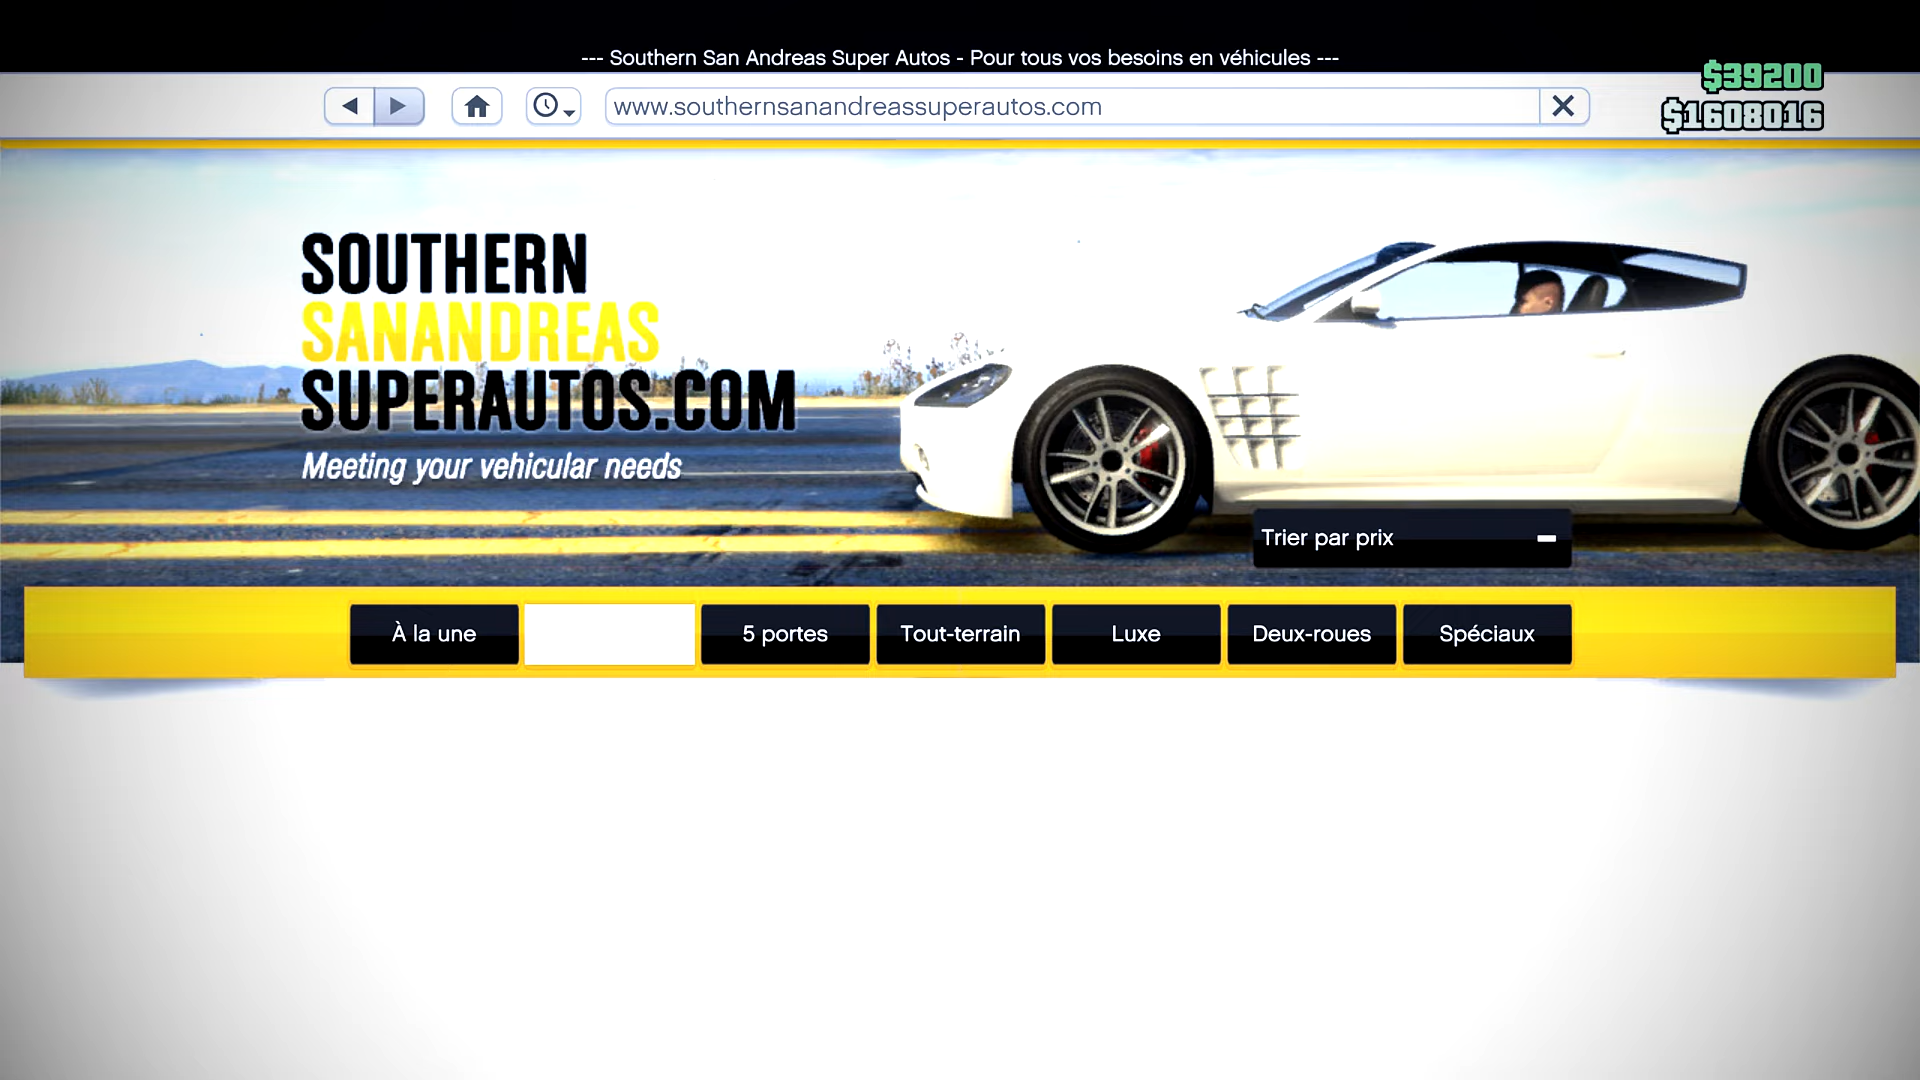 --- Southern San Andreas Super Autos - Pour tous vos besoins en véhicules ---
$39200
www.southernsanandreassuperautos.com
$1608016
SOUTHERN
SANANDREAS
SUPERAUTOS.COM
Meeting your vehicular needs
Trier par prix
À la une
5 portes
Tout-terrain
Luxe
Deux-roues
Spéciaux